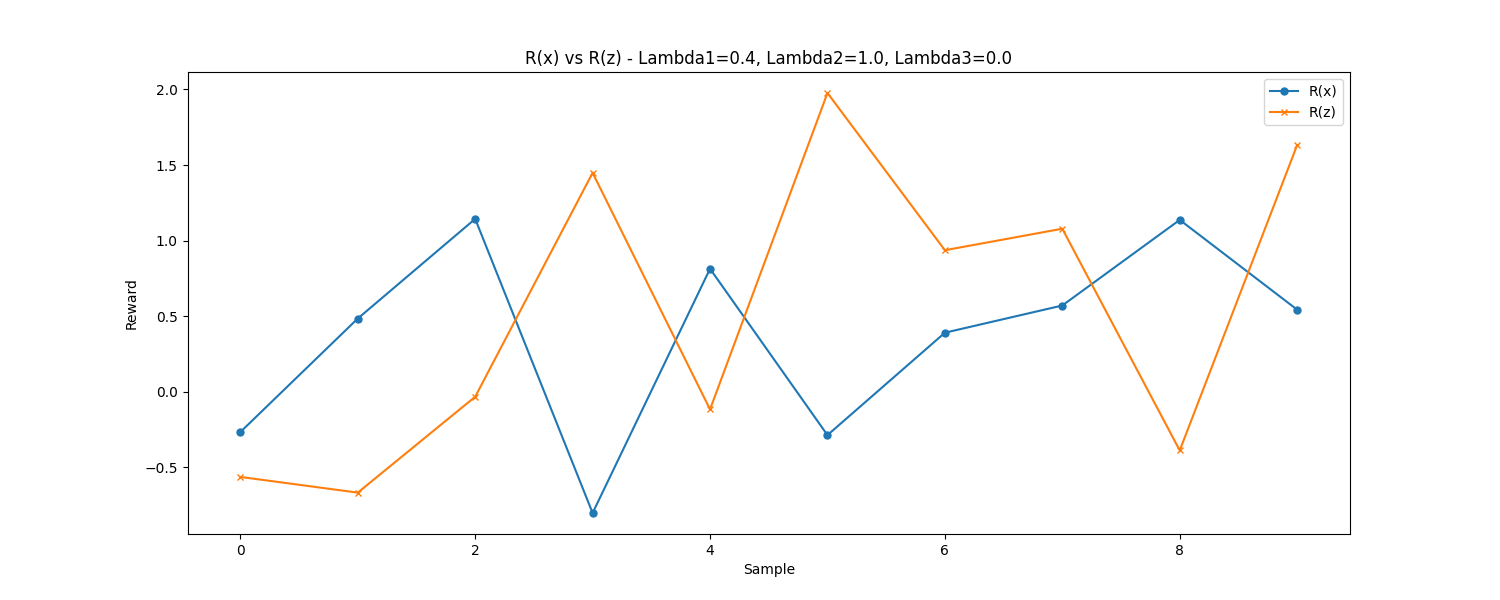 R(x) vs R(z) - Lambda1=0.4, Lambda2=1.0, Lambda3=0.0
R(x)
R(z)
2.0
1.5
1.0
0.5
0.0
−0.5
Reward
0 2 4 6 8
Sample